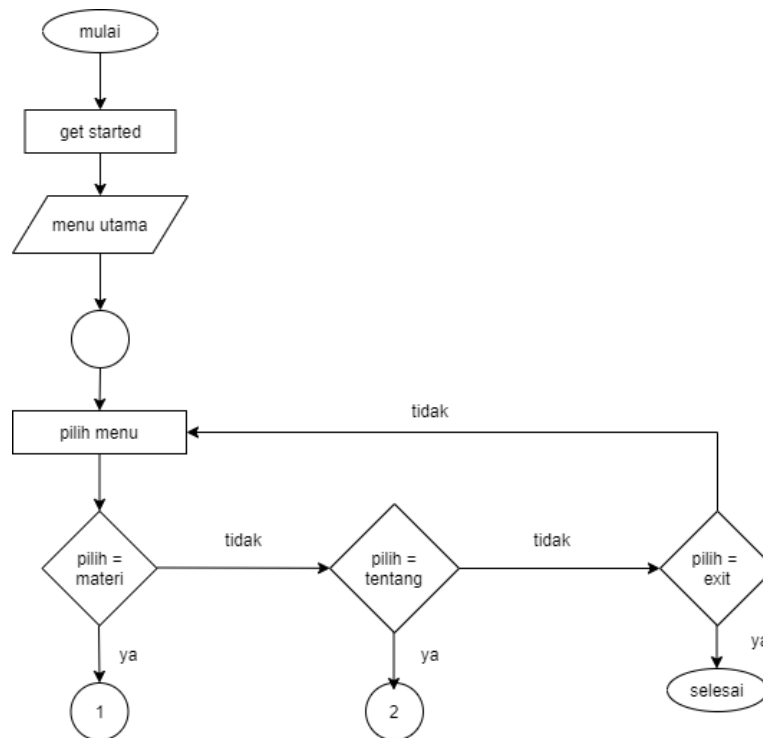 mulai
get started
menu utama
pilih menu
tidak
pilih =
materi
tidak
pilih =
tentang
tidak
pilih =
exit
ya
ya
ya
1
2
selesai